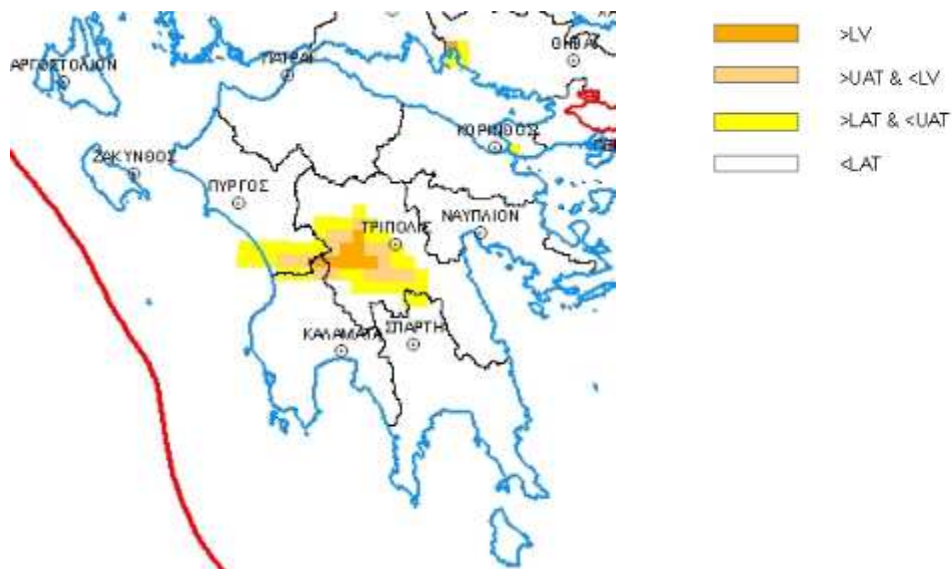 ΘΗΒΑΙ
ΠΑΤΡΑΙ
ΑΡΓΟΣΤΟΛΙΟΝ
ΚΟΡΙΝΘΟΣ
ΖΑΚΥΝΘΟΣ
ΠΥΡΓΟΣ
ΝΑΥΠΛΙΟΝ
ΤΡΙΠΟΛΙΣ
ΚΑΛΑΜΑΤΑ
ΣΠΑΡΤΗ
>LV
>UAT & <LV
>LAT & <UAT
<LAT